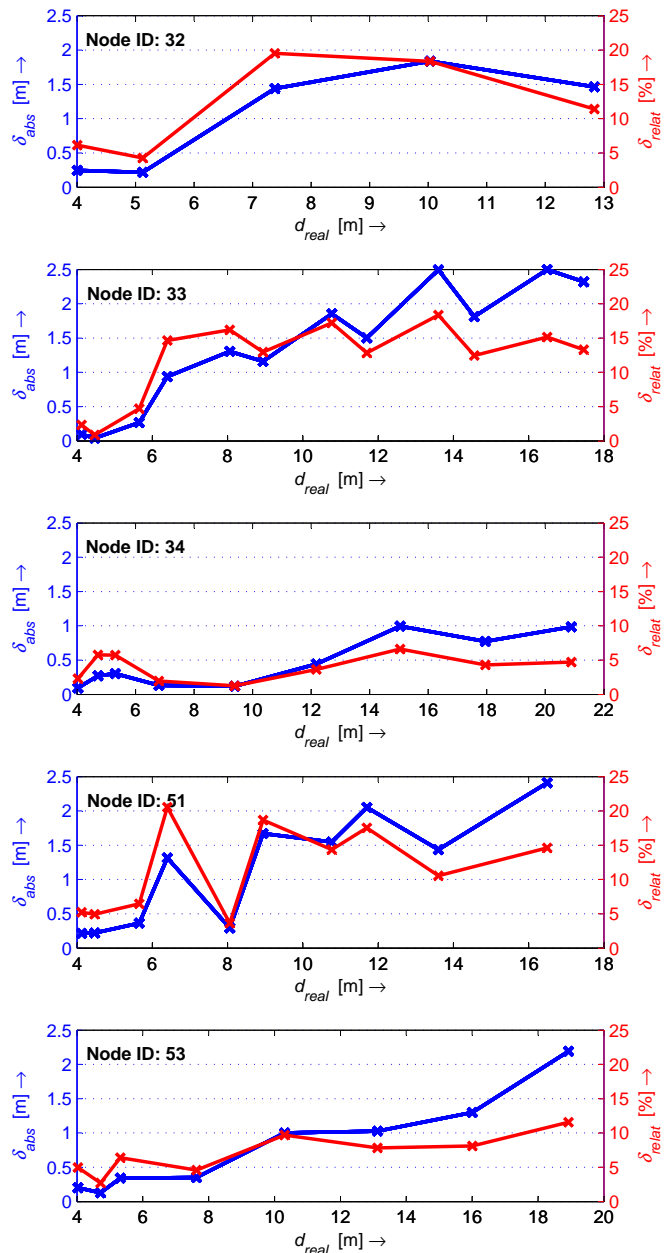 Node ID: 32
δabs [m] →
0 0.5 1 1.5 2 2.5
δrelat [%] →
0 5 10 15 20 25
4 5 6 7 8 9 10 11 12 13
dreal [m] →
Node ID: 33
δabs [m] →
0 0.5 1 1.5 2 2.5
δrelat [%] →
0 5 10 15 20 25
4 6 8 10 12 14 16 18
dreal [m] →
Node ID: 34
δabs [m] →
0 0.5 1 1.5 2 2.5
δrelat [%] →
0 5 10 15 20 25
4 6 8 10 12 14 16 18 20 22
dreal [m] →
Node ID: 51
δabs [m] →
0 0.5 1 1.5 2 2.5
δrelat [%] →
0 5 10 15 20 25
4 6 8 10 12 14 16 18
dreal [m] →
Node ID: 53
δabs [m] →
0 0.5 1 1.5 2 2.5
δrelat [%] →
0 5 10 15 20 25
4 6 8 10 12 14 16 18 20
dreal [m] →